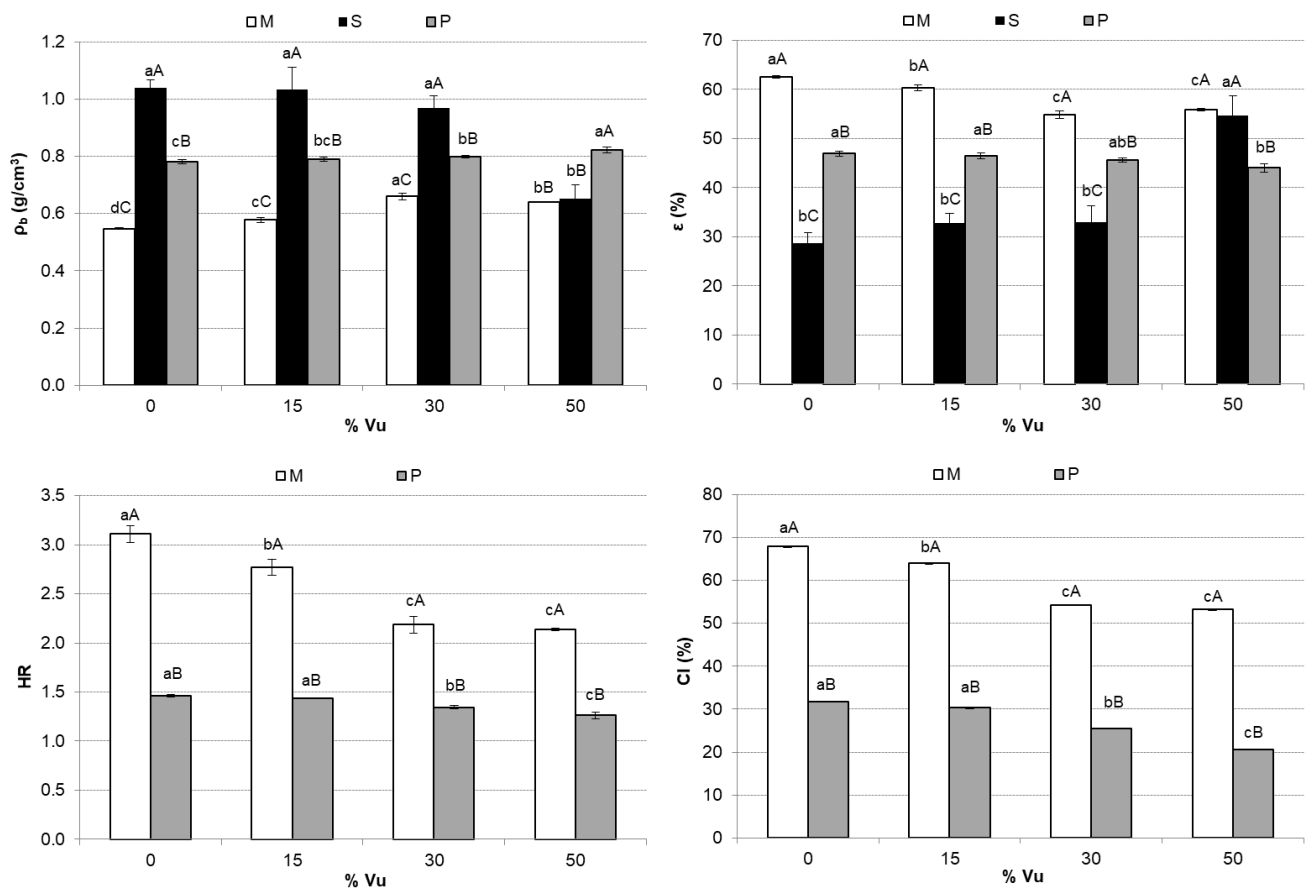 M S P
1.2
1.0
0.8
0.6
0.4
0.2
0.0
ρb (g/cm³)
aA aA aA aA
cB bcB bB
dC cC aC bB bB
0 15 30 50
% Vu
M S P
70
60
50
40
30
20
10
0
ε (%)
aA bA cA cA aA
aB aB abB bB
bC bC bC
0 15 30 50
% Vu
M P
3.5
3.0
2.5
2.0
1.5
1.0
0.5
0.0
HR
aA bA cA cA
aB aB bB cB
0 15 30 50
% Vu
M P
80
70
60
50
40
30
20
10
0
CI (%)
aA bA cA cA
aB aB bB cB
0 15 30 50
% Vu